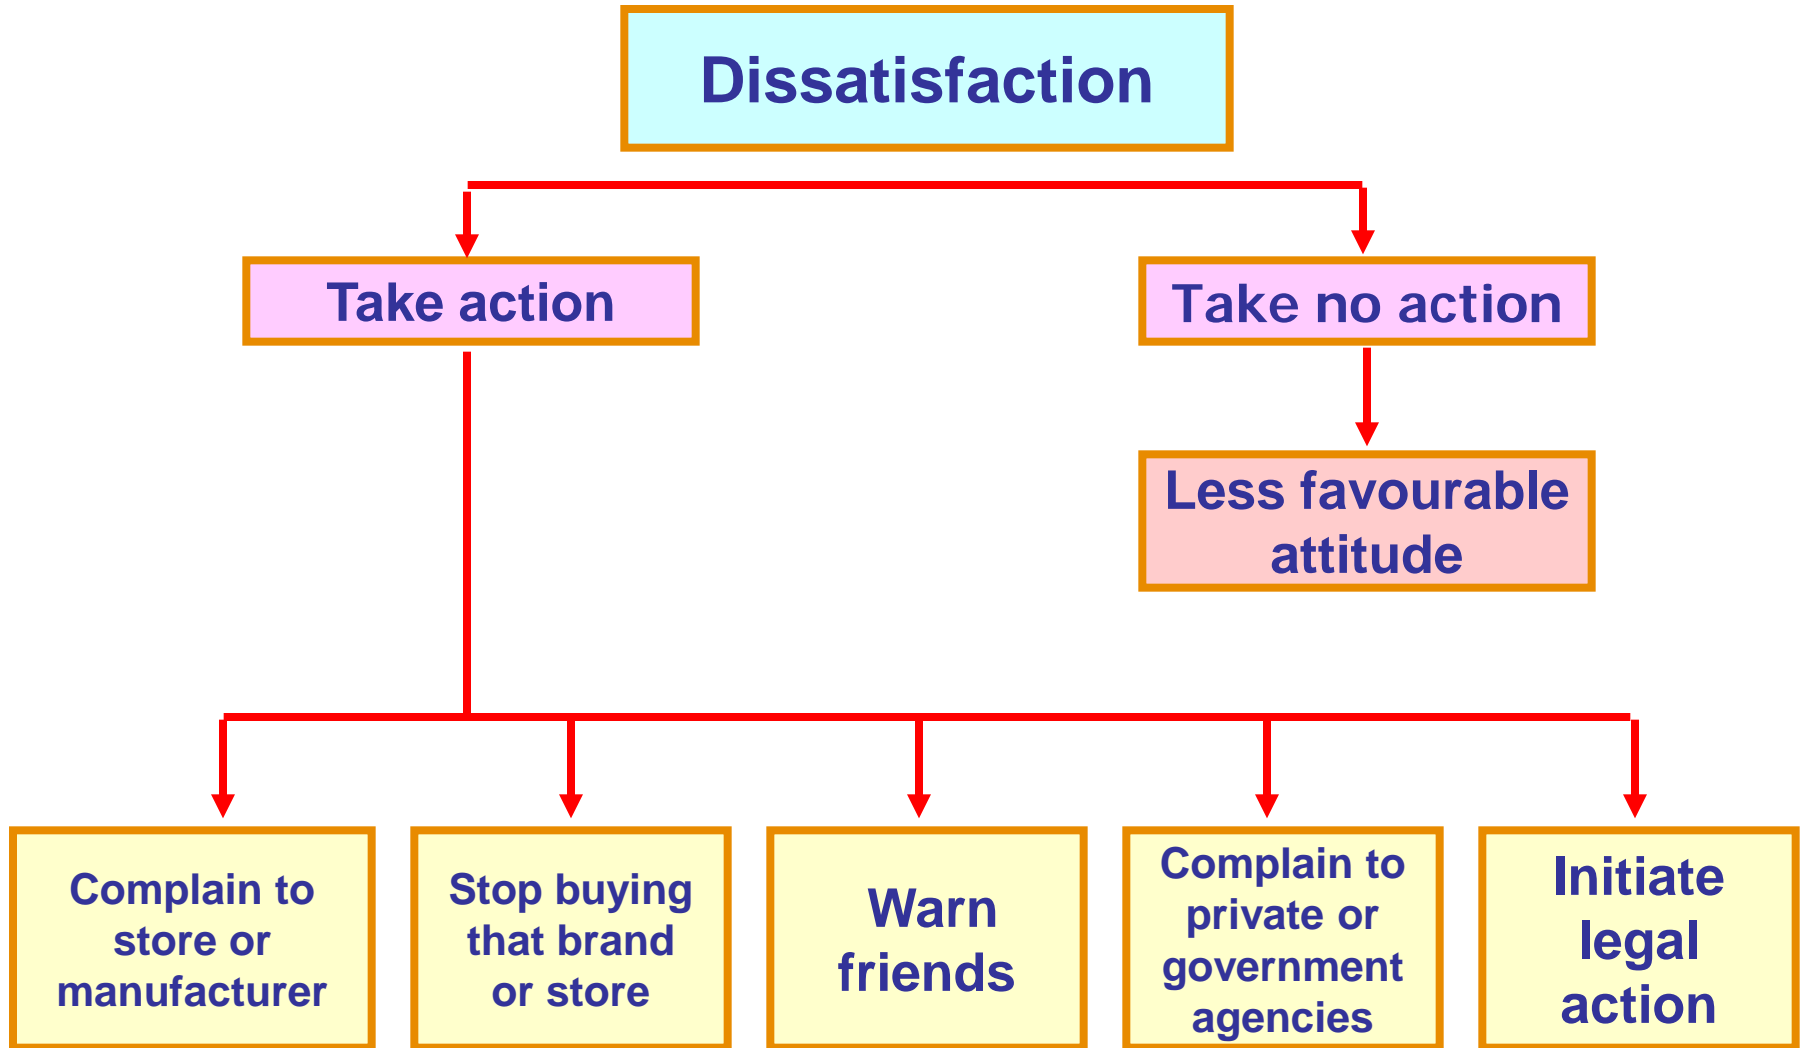 Dissatisfaction
Take action
Take no action
Less favourable
attitude
Complain to
store or
manufacturer
Stop buying
that brand
or store
Warn
friends
Complain to
private or
government
agencies
Initiate
legal
action